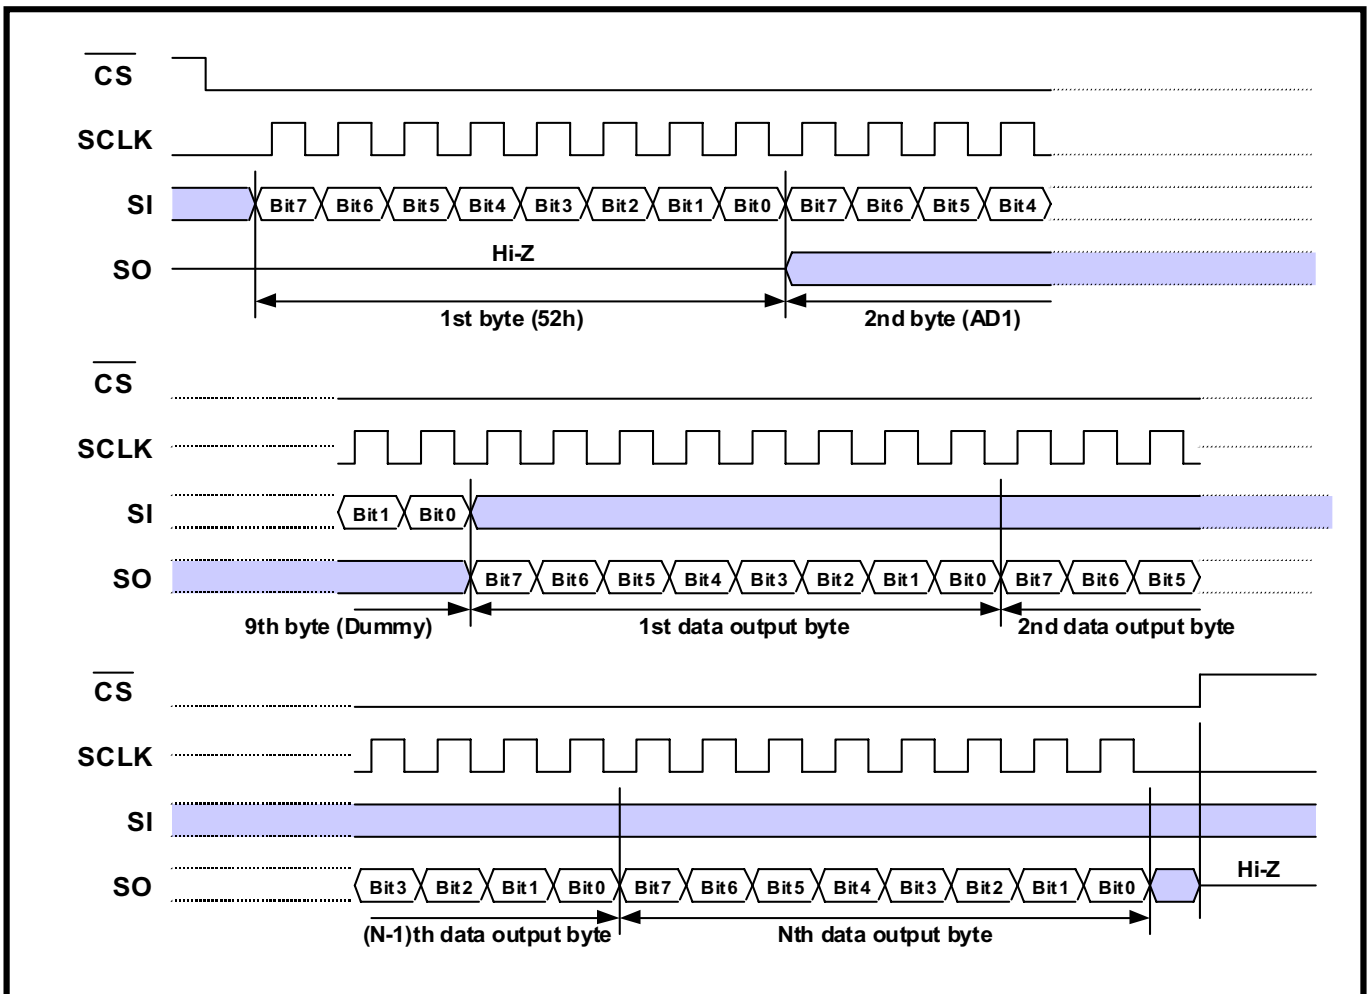 CS
SCLK
SI Bit7 Bit6 Bit5 Bit4 Bit3 Bit2 Bit1 Bit0 Bit7 Bit6 Bit5 Bit4
SO Hi-Z
1st byte (52h) 2nd byte (AD1)
CS
SCLK
SI Bit1 Bit0
SO Bit7 Bit6 Bit5 Bit4 Bit3 Bit2 Bit1 Bit0 Bit7 Bit6 Bit5
9th byte (Dummy) 1st data output byte 2nd data output byte
CS
SCLK
SI
SO Bit3 Bit2 Bit1 Bit0 Bit7 Bit6 Bit5 Bit4 Bit3 Bit2 Bit1 Bit0 Hi-Z
(N-1)th data output byte Nth data output byte